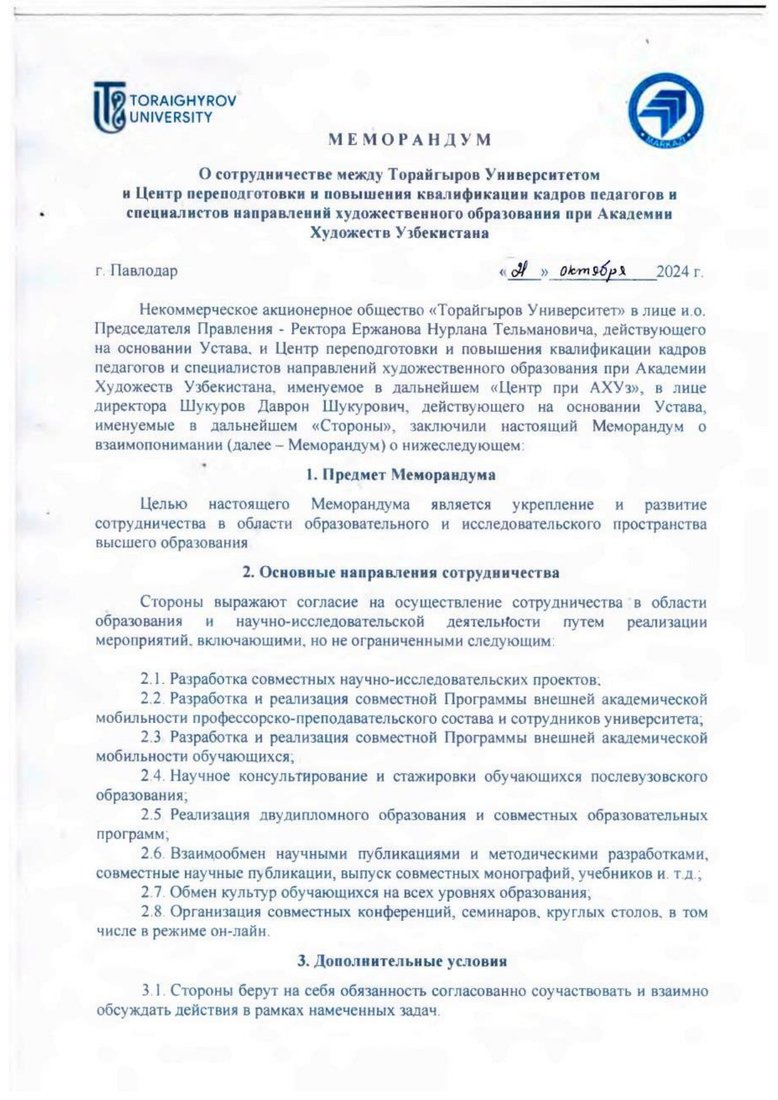 TORAIGHYROV
UNIVERSITY
MARKAZI
МЕМОРАНДУМ
О сотрудничестве между Торайгыров Университетом
и Центр переподготовки и повышения квалификации кадров педагогов и
специалистов направлений художественного образования при Академии
Художеств Узбекистана
г. Павлодар «21» октября 2024 г.
Некоммерческое акционерное общество «Торайгыров Университет» в лице и.о.
Председателя Правления - Ректора Ержанова Нурлана Тельмановича, действующего
на основании Устава, и Центр переподготовки и повышения квалификации кадров
педагогов и специалистов направлений художественного образования при Академии
Художеств Узбекистана, именуемое в дальнейшем «Центр при АХУз», в лице
директора Шукуров Даврон Шукурович, действующего на основании Устава,
именуемые в дальнейшем «Стороны», заключили настоящий Меморандум о
взаимопонимании (далее – Меморандум) о нижеследующем:
1. Предмет Меморандума
Целью настоящего Меморандума является укрепление и развитие
сотрудничества в области образовательного и исследовательского пространства
высшего образования
2. Основные направления сотрудничества
Стороны выражают согласие на осуществление сотрудничества в области
образования и научно-исследовательской деятельности путем реализации
мероприятий, включающими, но не ограниченными следующим:
2.1. Разработка совместных научно-исследовательских проектов;
2.2. Разработка и реализация совместной Программы внешней академической
мобильности профессорско-преподавательского состава и сотрудников университета;
2.3. Разработка и реализация совместной Программы внешней академической
мобильности обучающихся;
2.4. Научное консультирование и стажировки обучающихся послевузовского
образования;
2.5. Реализация двудипломного образования и совместных образовательных
программ;
2.6. Взаимообмен научными публикациями и методическими разработками,
совместные научные публикации, выпуск совместных монографий, учебников и. т.д.;
2.7. Обмен культур обучающихся на всех уровнях образования;
2.8. Организация совместных конференций, семинаров, круглых столов, в том
числе в режиме он-лайн.
3. Дополнительные условия
3.1. Стороны берут на себя обязанность согласованно соучаствовать и взаимно
обсуждать действия в рамках намеченных задач.